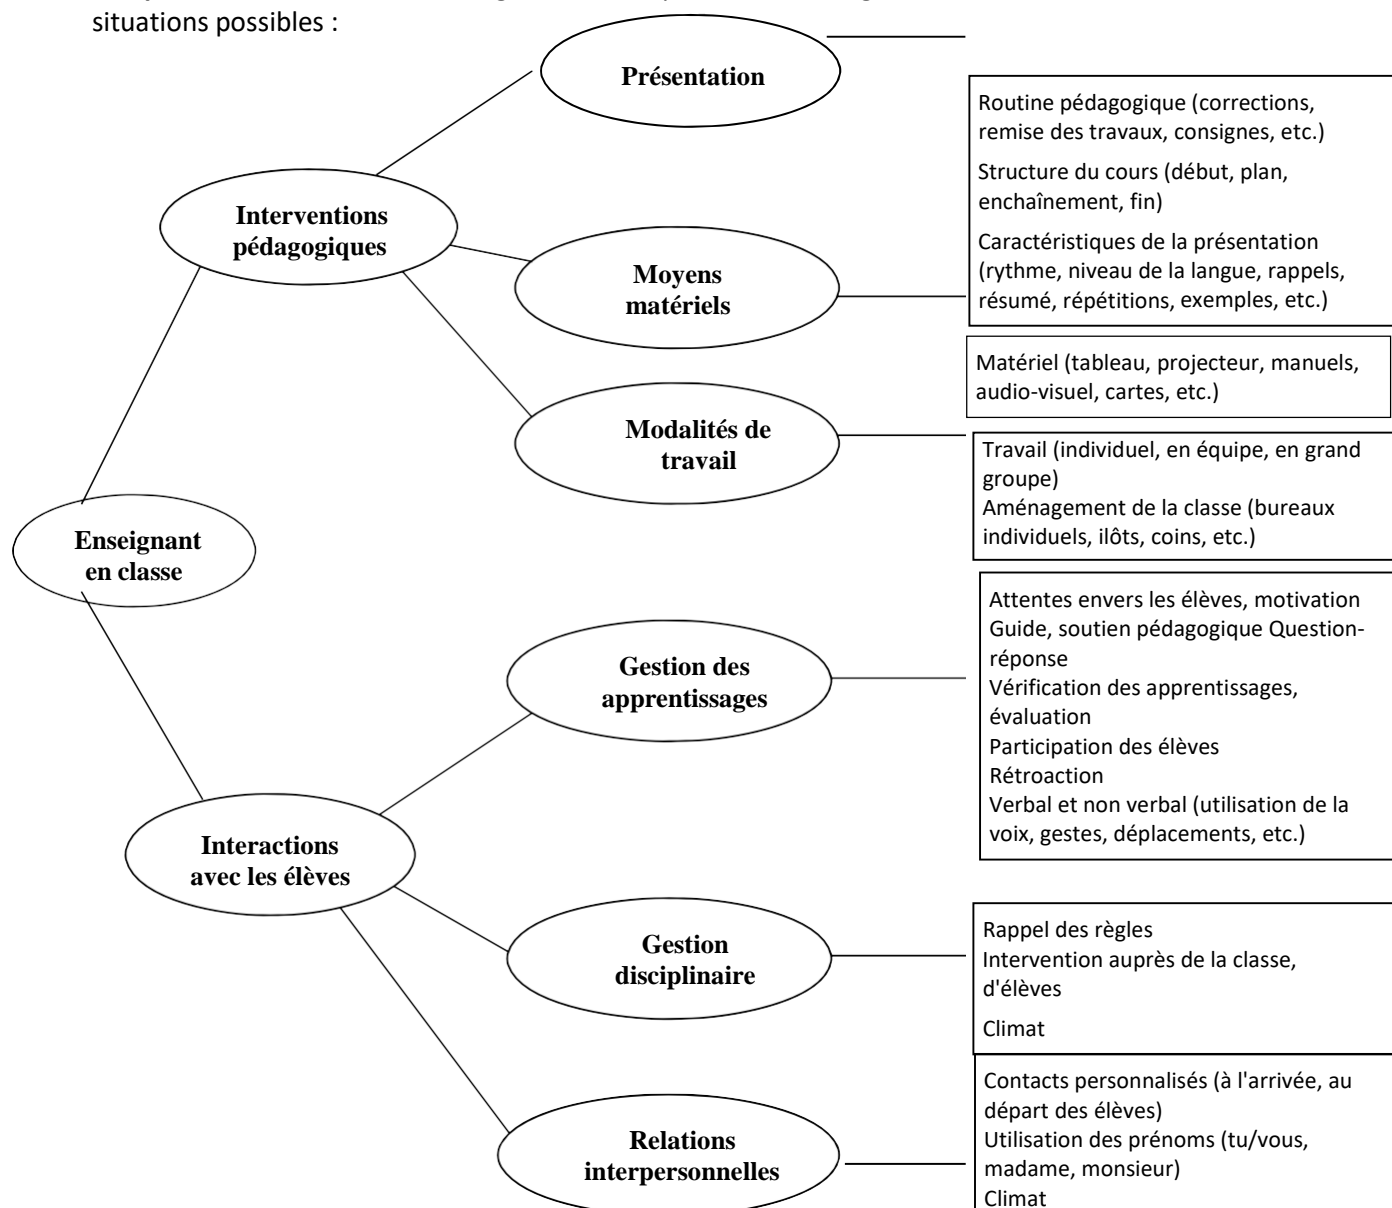 situations possibles :
Présentation
Routine pédagogique (corrections,
remise des travaux, consignes, etc.)
Structure du cours (début, plan,
enchaînement, fin)
Caractéristiques de la présentation
(rythme, niveau de la langue, rappels,
résumé, répétitions, exemples, etc.)
Interventions
pédagogiques
Moyens
matériels
Matériel (tableau, projecteur, manuels,
audio-visuel, cartes, etc.)
Modalités de
travail
Travail (individuel, en équipe, en grand
groupe)
Aménagement de la classe (bureaux
individuels, ilôts, coins, etc.)
Enseignant
en classe
Gestion des
apprentissages
Attentes envers les élèves, motivation
Guide, soutien pédagogique Question-
réponse
Vérification des apprentissages,
évaluation
Participation des élèves
Rétroaction
Verbal et non verbal (utilisation de la
voix, gestes, déplacements, etc.)
Interactions
avec les élèves
Gestion
disciplinaire
Rappel des règles
Intervention auprès de la classe,
d'élèves
Climat
Relations
interpersonnelles
Contacts personnalisés (à l'arrivée, au
départ des élèves)
Utilisation des prénoms (tu/vous,
madame, monsieur)
Climat